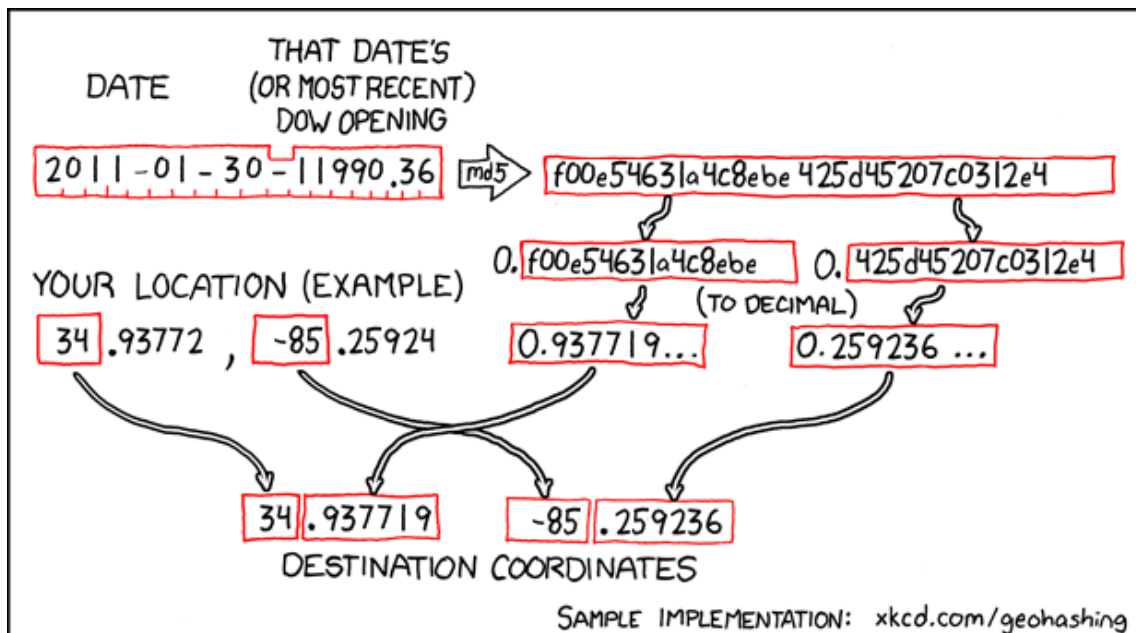 THAT DATE'S
DATE (OR MOST RECENT)
DOW OPENING
2011-01-30-11990.36 md5 f00e54631a4c8ebe425d45207c0312e4
0. f00e54631a4c8ebe 0. 425d45207c0312e4
YOUR LOCATION (EXAMPLE) (TO DECIMAL)
34.93772, -85.25924 0.937719... 0.259236 ...
34.937719 -85.259236
DESTINATION COORDINATES
SAMPLE IMPLEMENTATION: xkcd.com/geohashing